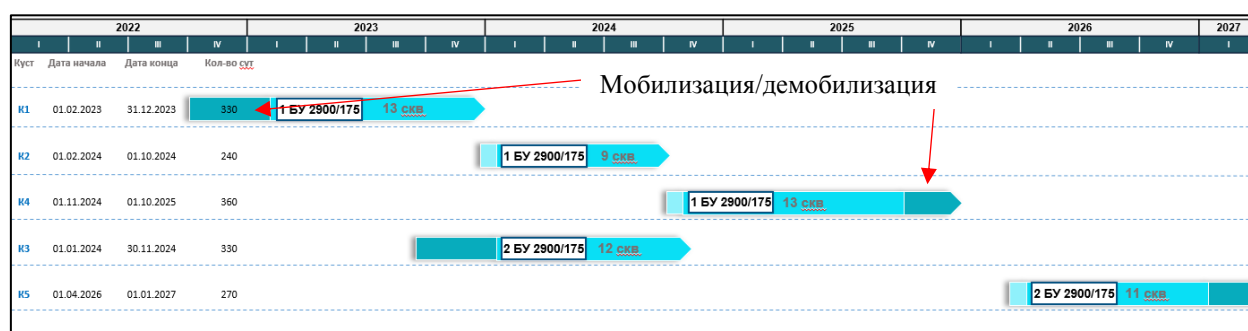 2022 2023 2024 2025 2026 2027
I II III IV I II III IV I II III IV I II III IV I II III IV I
Куст Дата начала Дата конца Кол-во сут
Мобилизация/демобилизация
К1 01.02.2023 31.12.2023 330 1 БУ 2900/175 13 скв
К2 01.02.2024 01.10.2024 240 1 БУ 2900/175 9 скв
К4 01.11.2024 01.10.2025 360 1 БУ 2900/175 13 скв
К3 01.01.2024 30.11.2024 330 2 БУ 2900/175 12 скв
К5 01.04.2026 01.01.2027 270 2 БУ 2900/175 11 скв